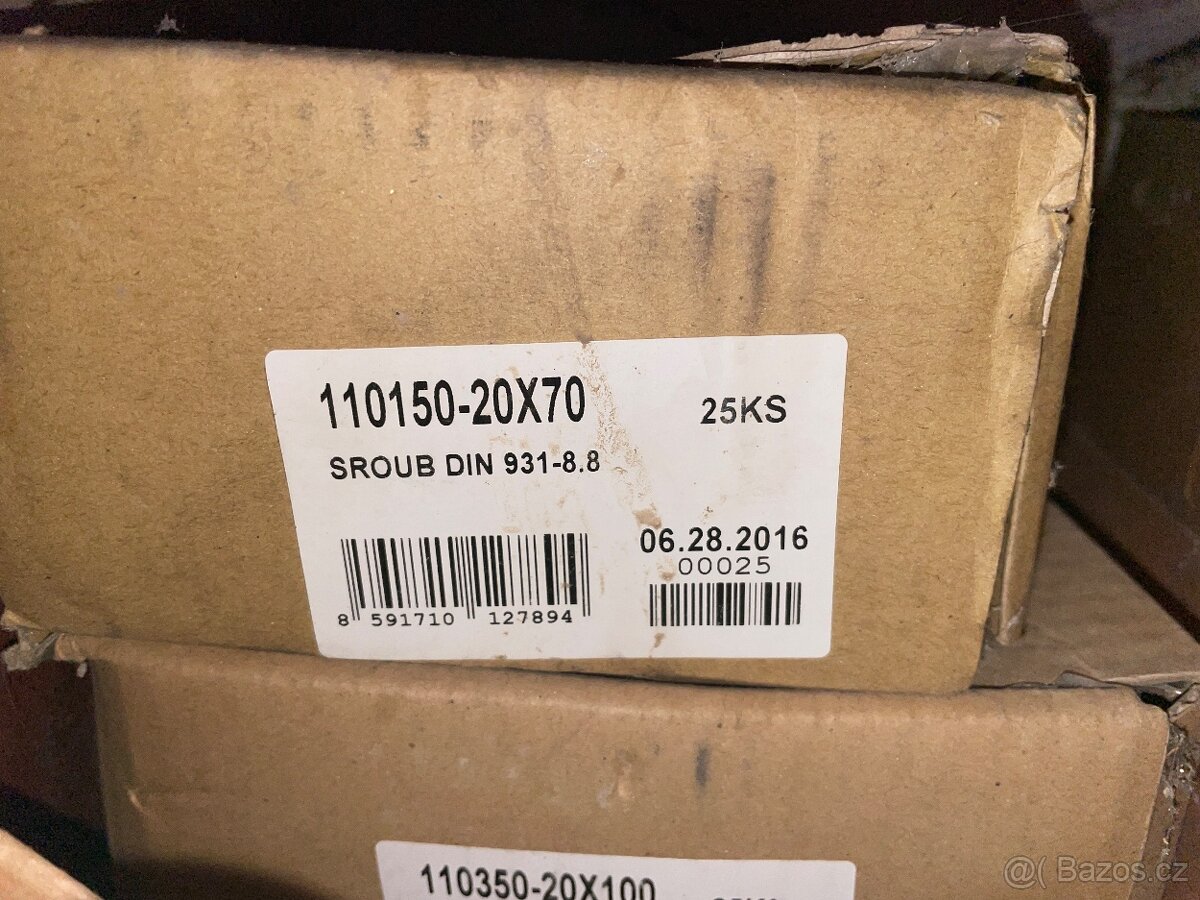 110150-20X70 25KS
SROUB DIN 931-8.8
06.28.2016
00025
8 591710 127894
110350-20X100
@( Bazos.cz